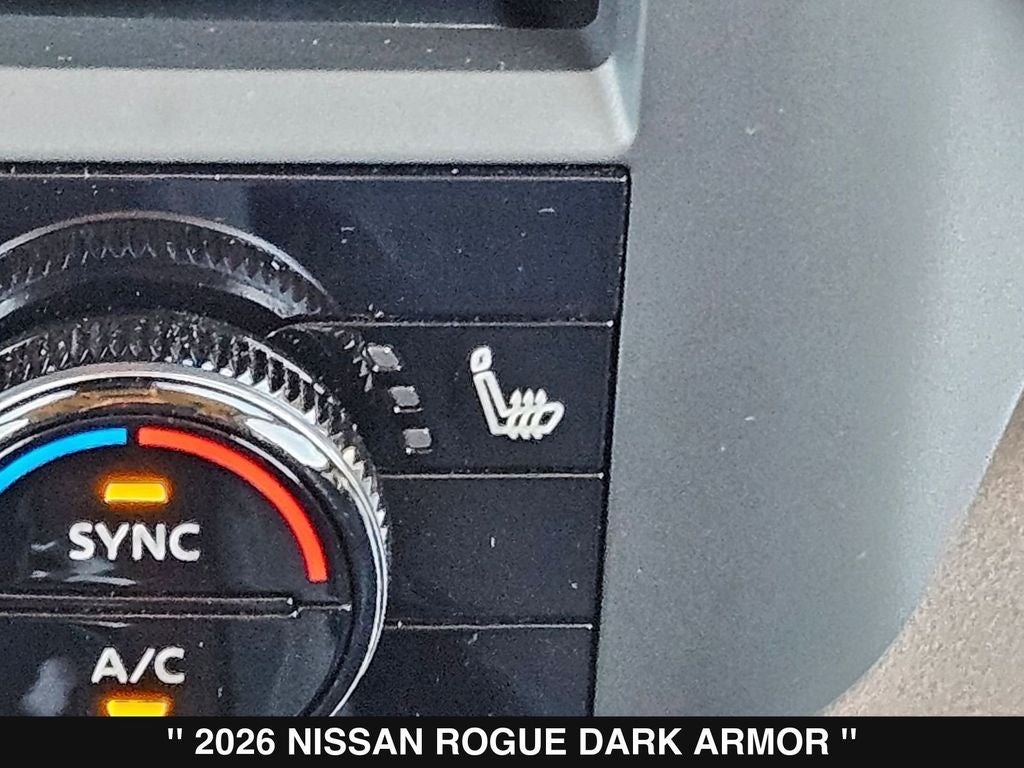 SYNC
A/C
" 2026 NISSAN ROGUE DARK ARMOR "